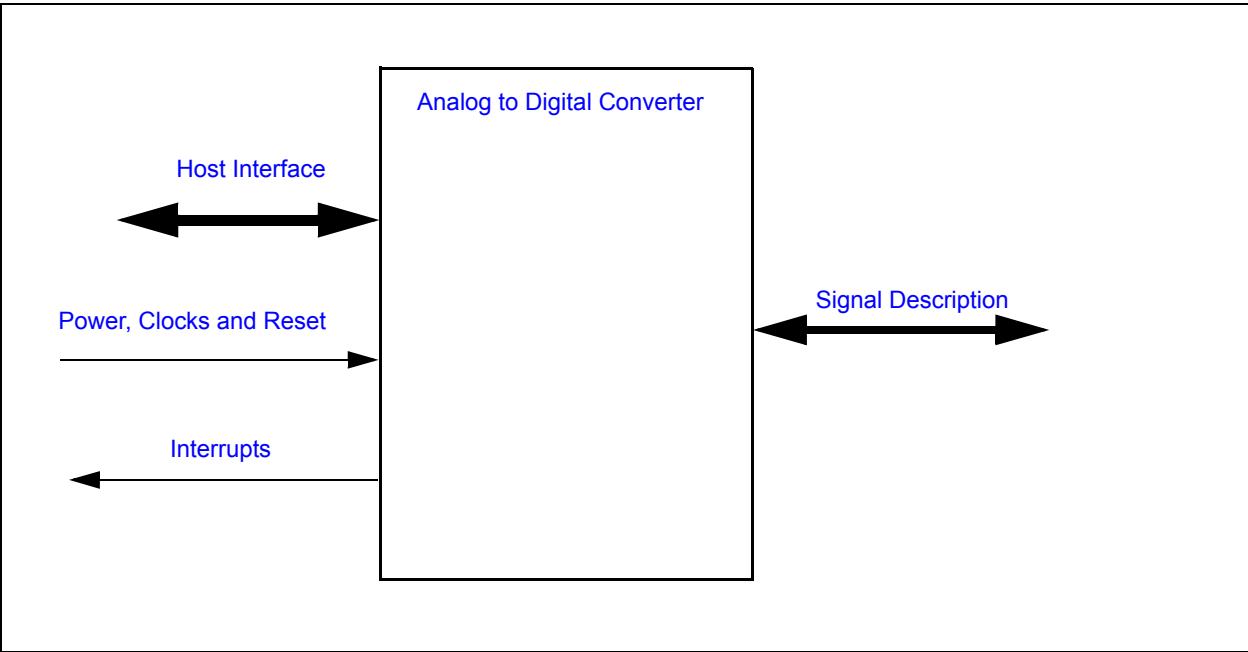 Analog to Digital Converter
Host Interface
Signal Description
Power, Clocks and Reset
Interrupts